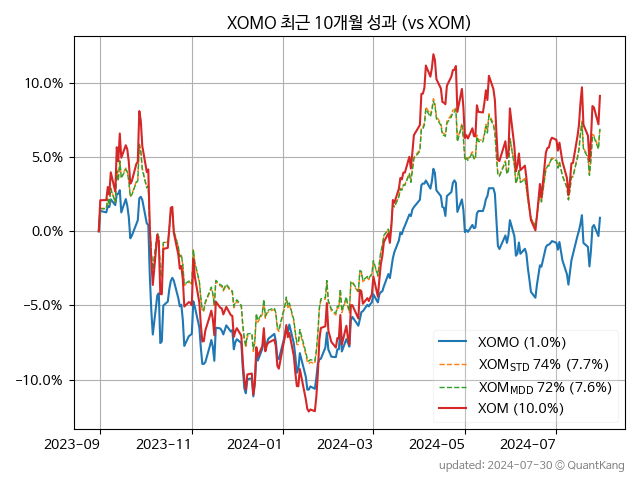 XOMO 최근 10개월 성과 (vs XOM)
10.0%
5.0%
0.0%
−5.0%
−10.0%
XOMO (1.0%)
XOM_STD 74% (7.7%)
XOM_MDD 72% (7.6%)
XOM (10.0%)
2023-09 2023-11 2024-01 2024-03 2024-05 2024-07
updated: 2024-07-30 © QuantKang